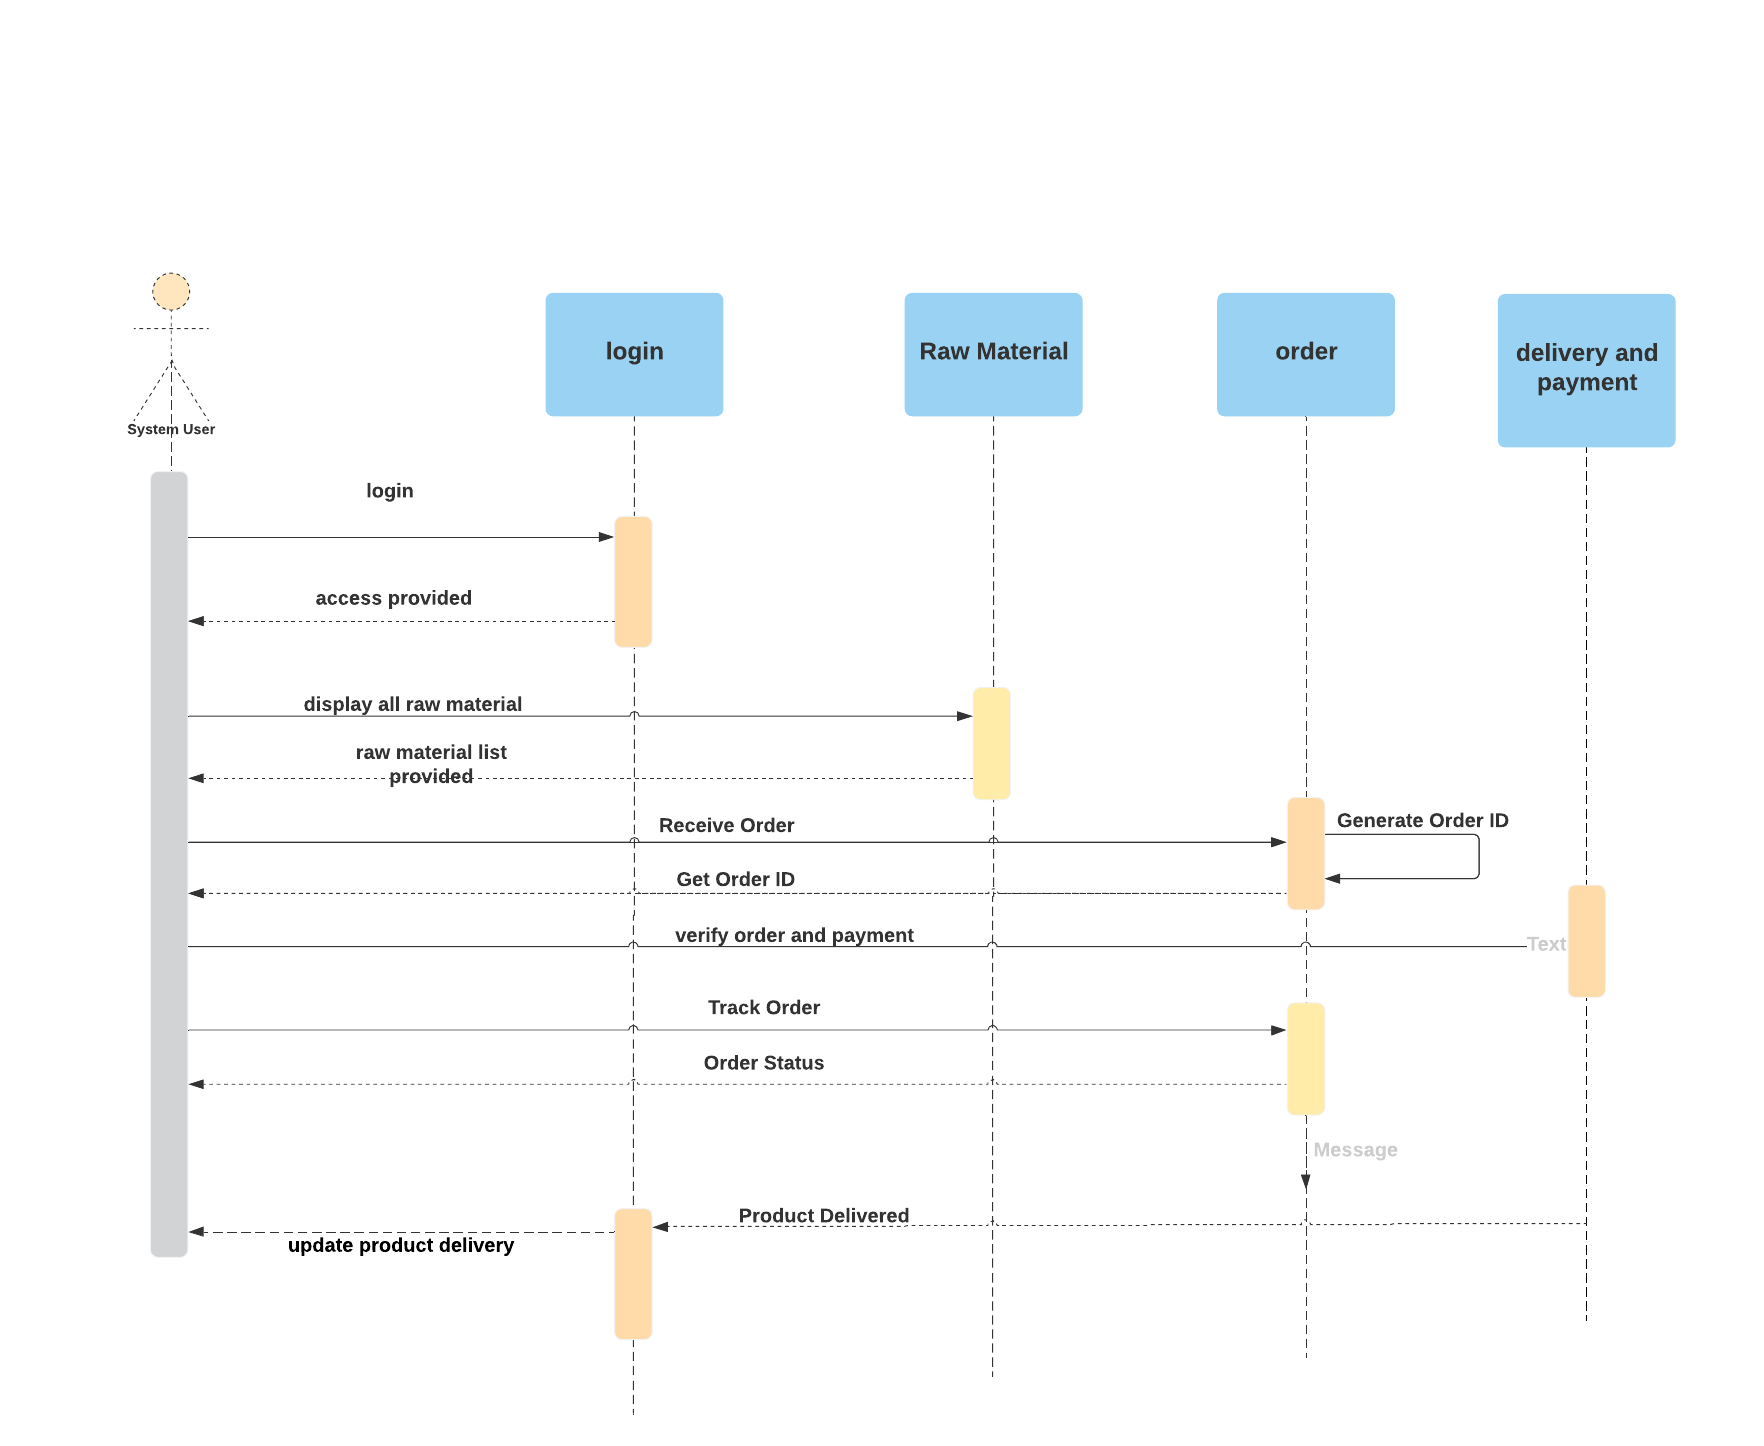 login
Raw Material
order
delivery and
payment
System User
login
access provided
display all raw material
raw material list
provided
Receive Order
Generate Order ID
Get Order ID
verify order and payment
Text
Track Order
Order Status
Message
Product Delivered
update product delivery